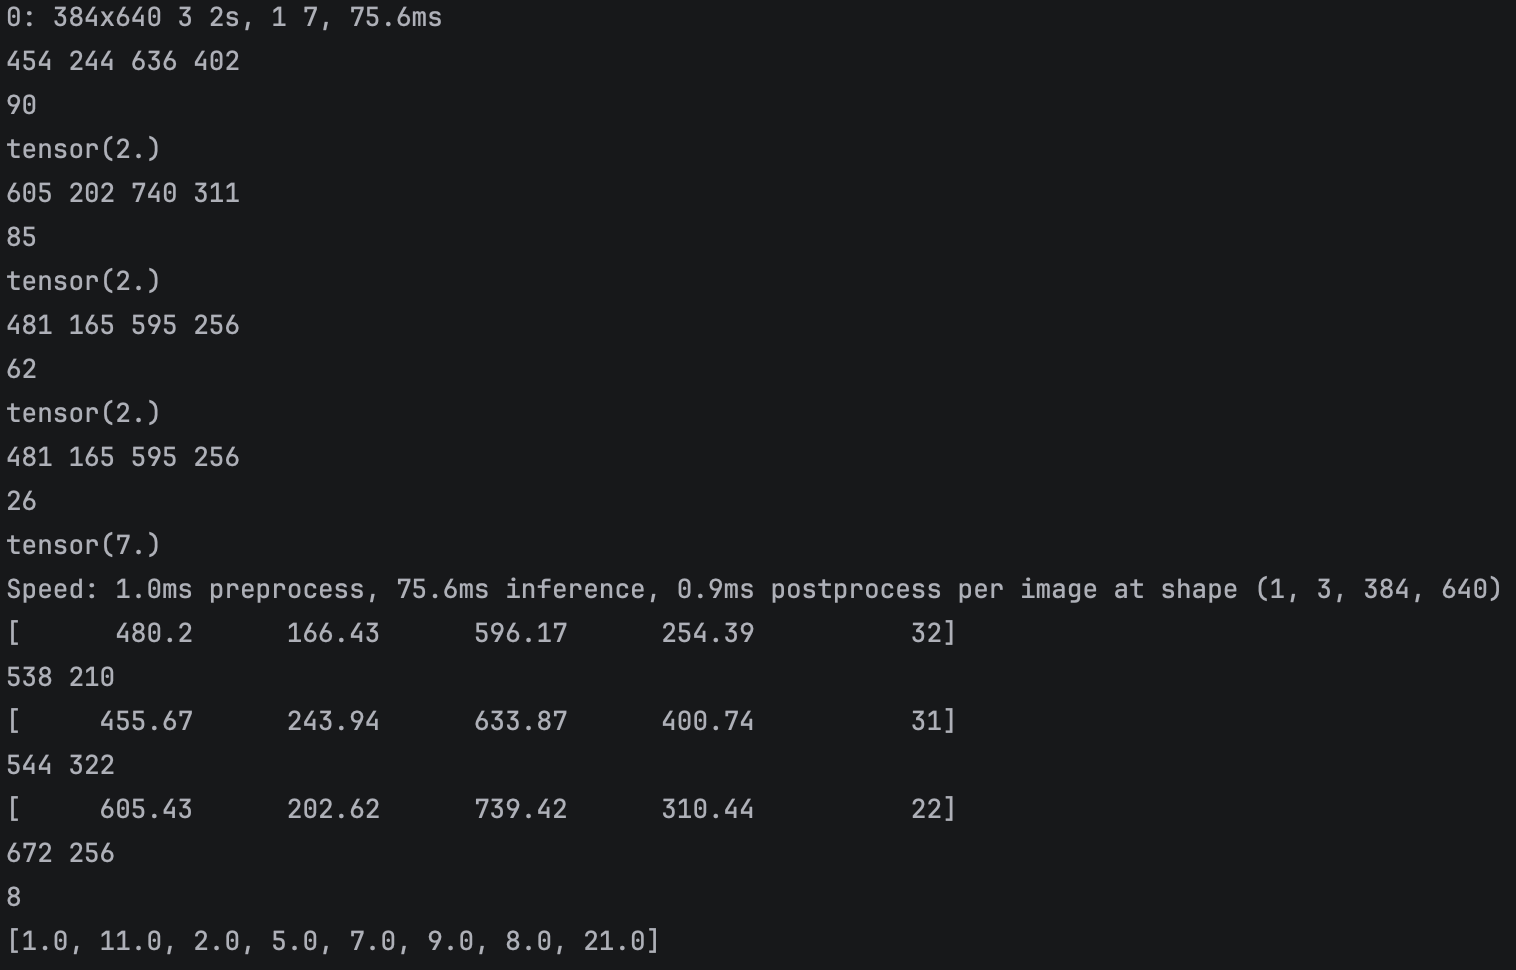 0: 384x640 3 2s, 1 7, 75.6ms
454 244 636 402
90
tensor(2.)
605 202 740 311
85
tensor(2.)
481 165 595 256
62
tensor(2.)
481 165 595 256
26
tensor(7.)
Speed: 1.0ms preprocess, 75.6ms inference, 0.9ms postprocess per image at shape (1, 3, 384, 640)
[      480.2      166.43      596.17      254.39          32]
538 210
[     455.67      243.94      633.87      400.74          31]
544 322
[     605.43      202.62      739.42      310.44          22]
672 256
8
[1.0, 11.0, 2.0, 5.0, 7.0, 9.0, 8.0, 21.0]